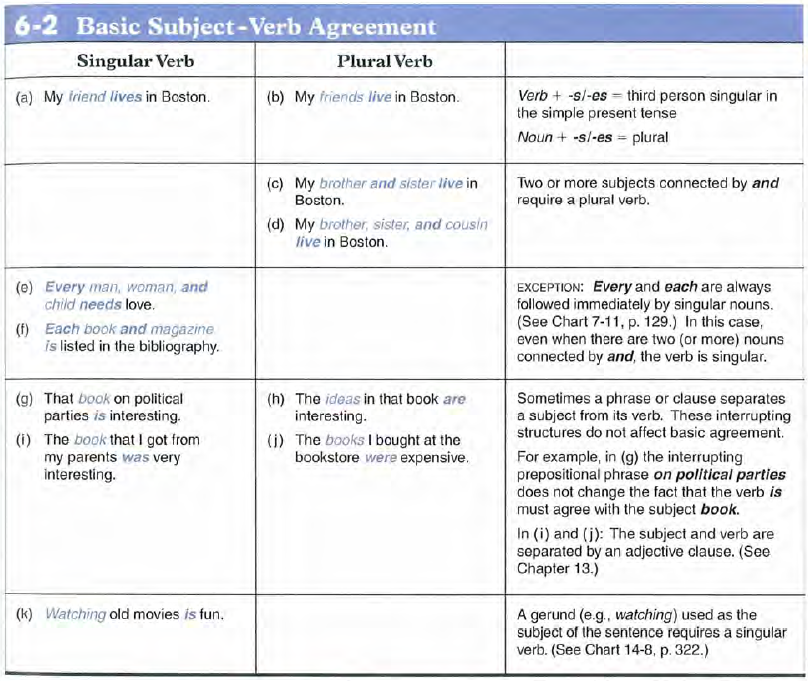 6-2 Basic Subject-Verb Agreement
Singular Verb
Plural Verb
(a) My friend lives in Boston.
(b) My friends live in Boston.
Verb + -s/-es = third person singular in
the simple present tense
Noun + -s/-es = plural
(c) My brother and sister live in
Boston.
(d) My brother, sister, and cousin
live in Boston.
Two or more subjects connected by and
require a plural verb.
(e) Every man, woman, and
child needs love.
(f) Each book and magazine
is listed in the bibliography.
EXCEPTION: Every and each are always
followed immediately by singular nouns.
(See Chart 7-11, p. 129.) In this case,
even when there are two (or more) nouns
connected by and, the verb is singular.
(g) That book on political
parties is interesting.
(i) The book that I got from
my parents was very
interesting.
(h) The ideas in that book are
interesting.
(j) The books I bought at the
bookstore were expensive.
Sometimes a phrase or clause separates
a subject from its verb. These interrupting
structures do not affect basic agreement.
For example, in (g) the interrupting
prepositional phrase on political parties
does not change the fact that the verb is
must agree with the subject book.
In (i) and (j): The subject and verb are
separated by an adjective clause. (See
Chapter 13.)
(k) Watching old movies is fun.
A gerund (e.g., watching) used as the
subject of the sentence requires a singular
verb. (See Chart 14-8, p. 322.)